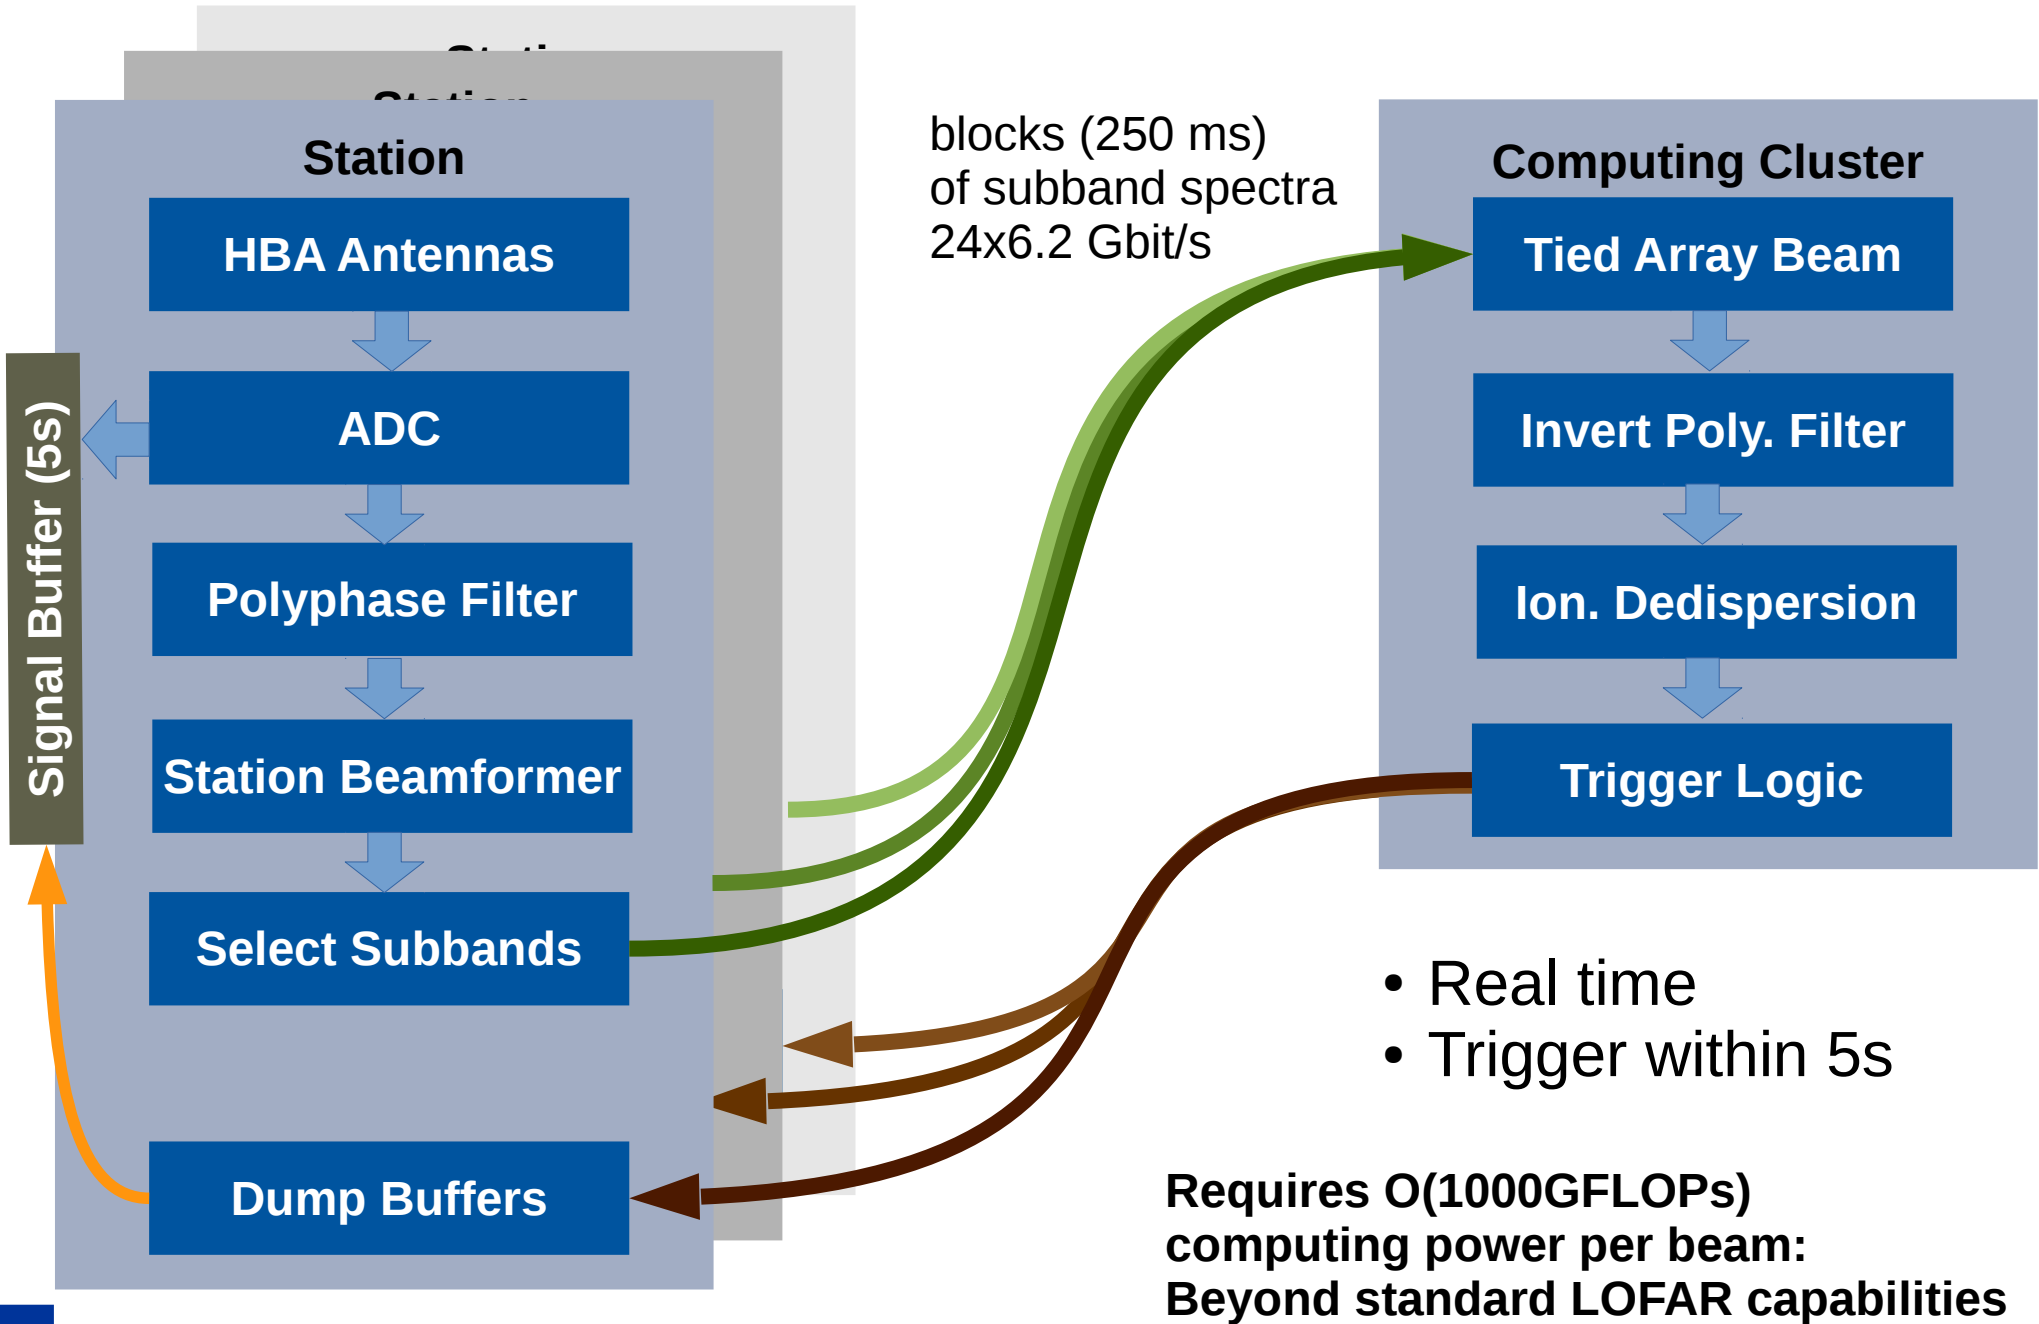 Station
HBA Antennas
ADC
Signal Buffer (5s)
Polyphase Filter
Station Beamformer
Select Subbands
Dump Buffers
blocks (250 ms)
of subband spectra
24x6.2 Gbit/s
Computing Cluster
Tied Array Beam
Invert Poly. Filter
Ion. Dedispersion
Trigger Logic
• Real time
• Trigger within 5s
Requires O(1000GFLOPs)
computing power per beam:
Beyond standard LOFAR capabilities